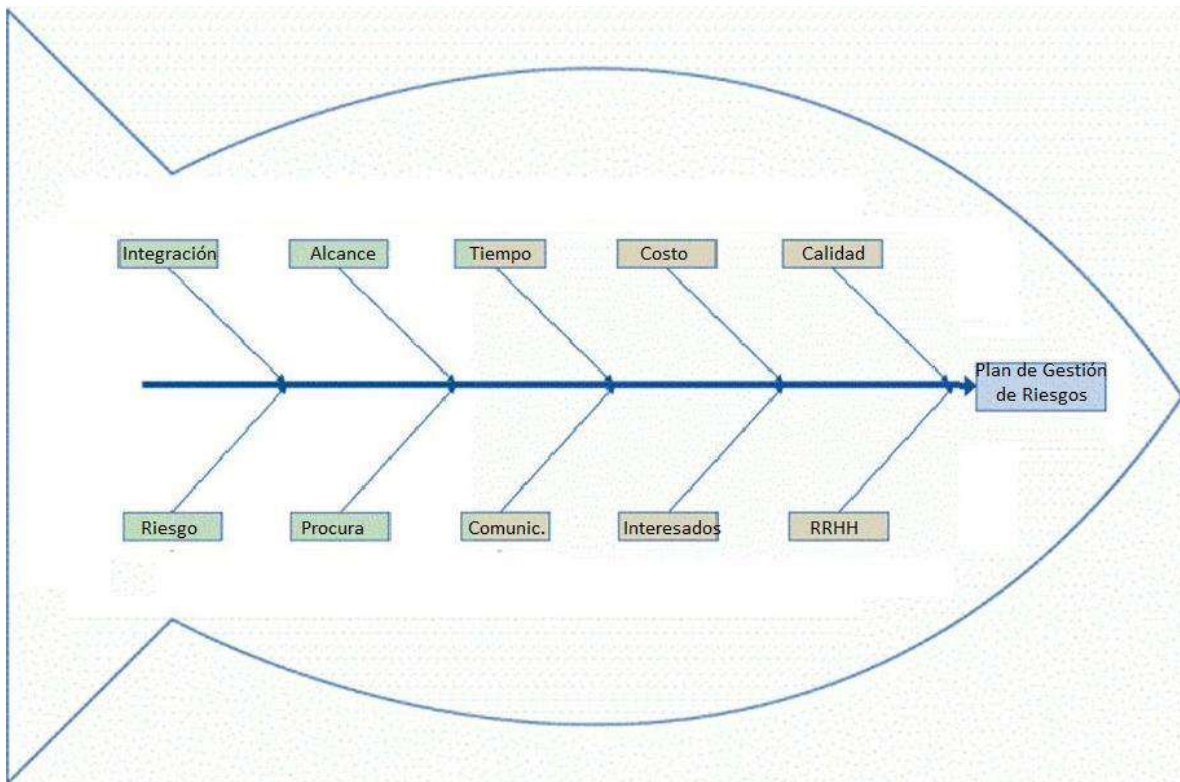 Integración
Alcance
Tiempo
Costo
Calidad
Plan de Gestión
de Riesgos
Riesgo
Procura
Comunic.
Interesados
RRHH